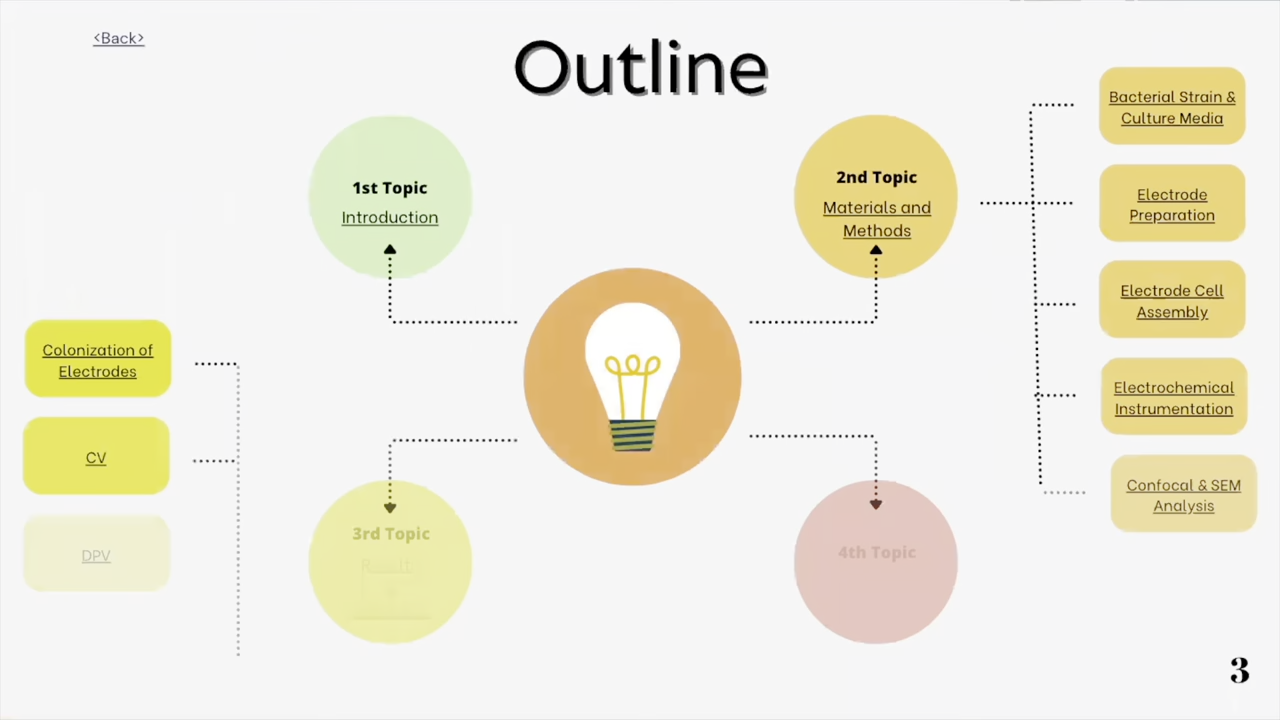 <Back>
Outline
1st Topic
Introduction
2nd Topic
Materials and
Methods
Bacterial Strain &
Culture Media
Electrode
Preparation
Electrode Cell
Assembly
Electrochemical
Instrumentation
Confocal & SEM
Analysis
Colonization of
Electrodes
CV
DPV
3rd Topic
4th Topic
3